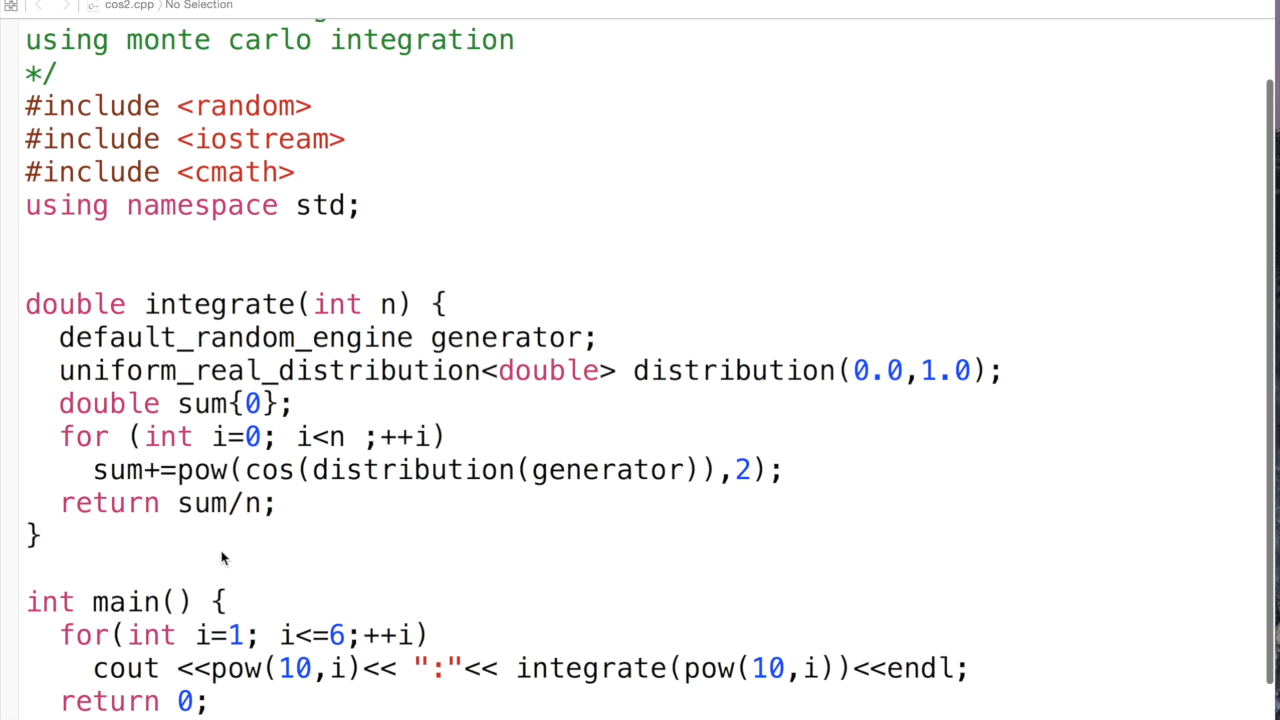 cos2.cpp 〉No Selection
using monte carlo integration
*/
#include <random>
#include <iostream>
#include <cmath>
using namespace std;
double integrate(int n) {
default_random_engine generator;
uniform_real_distribution<double> distribution(0.0,1.0);
double sum{0};
for (int i=0; i<n ;++i)
sum+=pow(cos(distribution(generator)),2);
return sum/n;
}
int main() {
for(int i=1; i<=6;++i)
cout <<pow(10,i)<< ":"<< integrate(pow(10,i))<<endl;
return 0;